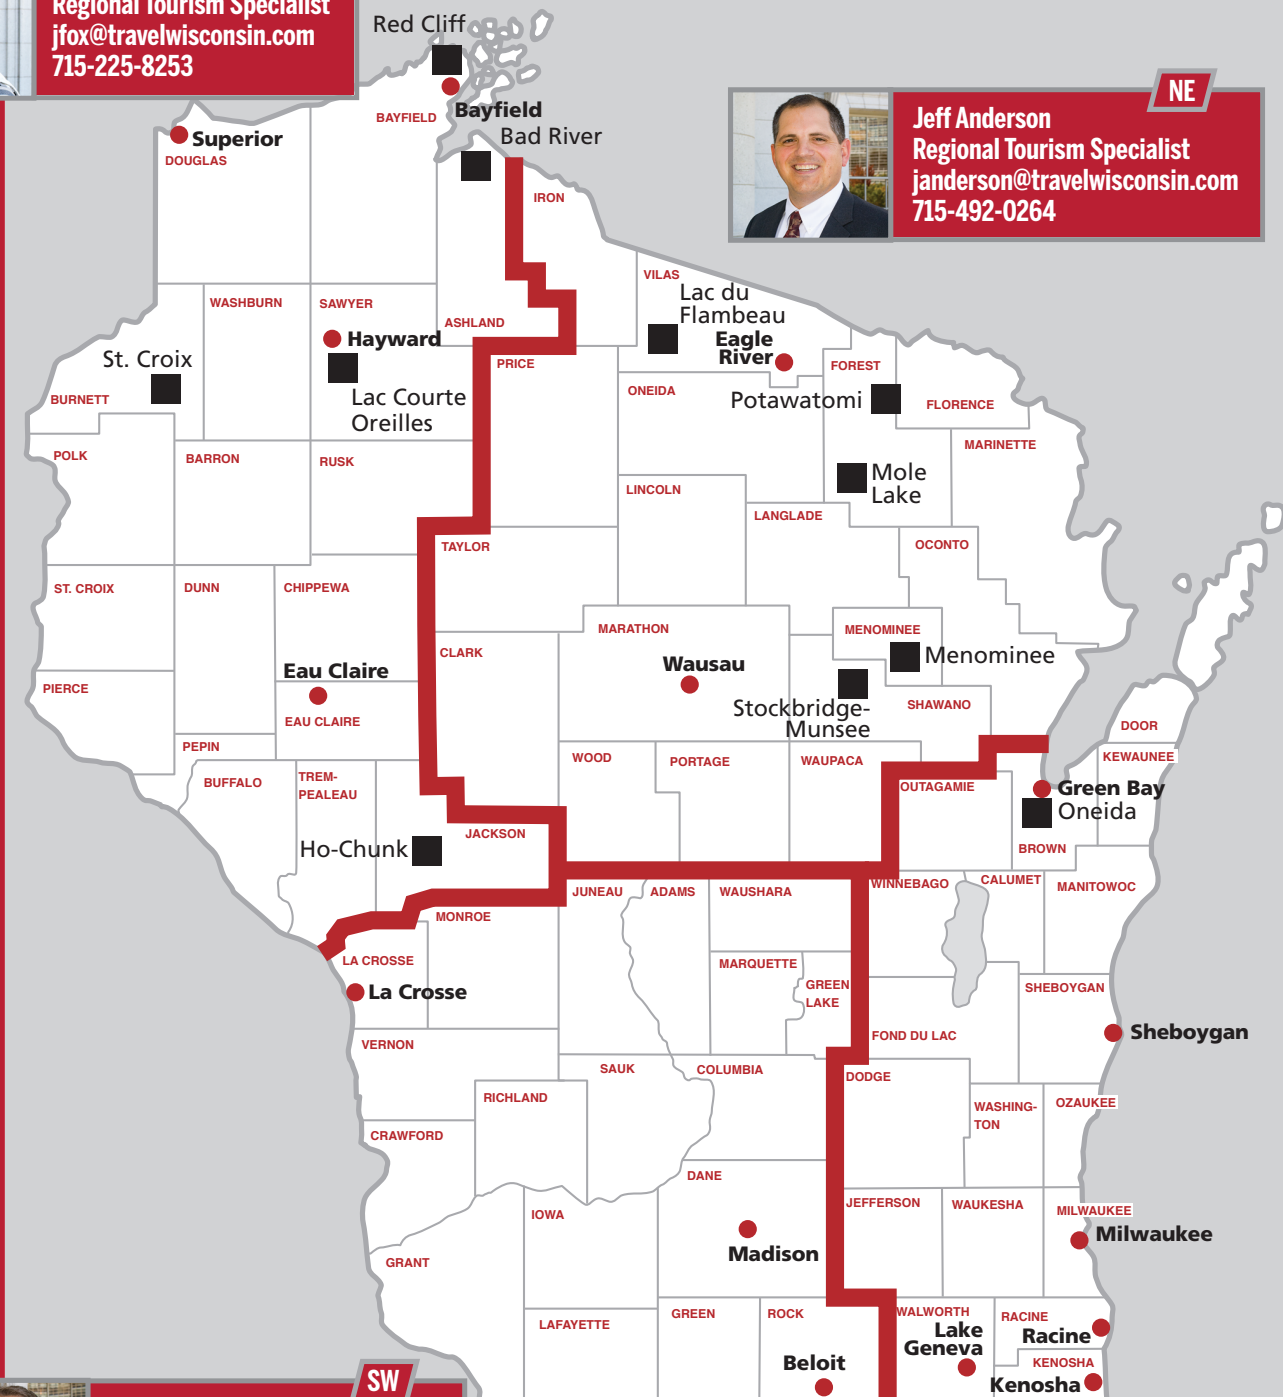 Regional Tourism Specialist
jfox@travelwisconsin.com
715-225-8253
NE
Jeff Anderson
Regional Tourism Specialist
janderson@travelwisconsin.com
715-492-0264
Red Cliff
BAYFIELD
Bayfield
Superior
DOUGLAS
Bad River
IRON
VILAS
Lac du
Flambeau
WASHBURN
SAWYER
ASHLAND
Hayward
Eagle
River
St. Croix
PRICE
FOREST
Lac Courte
Oreilles
ONEIDA
Potawatomi
BURNETT
FLORENCE
POLK
BARRON
RUSK
MARINETTE
Mole
Lake
LINCOLN
LANGLADE
TAYLOR
OCONTO
ST. CROIX
DUNN
CHIPPEWA
MARATHON
MENOMINEE
CLARK
Menominee
Eau Claire
Wausau
PIERCE
EAU CLAIRE
Stockbridge-
Munsee
SHAWANO
DOOR
PEPIN
WOOD
PORTAGE
WAUPACA
KEWAUNEE
BUFFALO
TREM-
PEALEAU
OUTAGAMIE
Green Bay
Oneida
JACKSON
Ho-Chunk
BROWN
JUNEAU
ADAMS
WAUSHARA
WINNEBAGO
CALUMET
MANITOWOC
MONROE
LA CROSSE
MARQUETTE
GREEN
LAKE
SHEBOYGAN
La Crosse
FOND DU LAC
Sheboygan
VERNON
SAUK
COLUMBIA
DODGE
RICHLAND
WASHING-
TON
OZAUKEE
CRAWFORD
DANE
IOWA
JEFFERSON
WAUKESHA
MILWAUKEE
Milwaukee
Madison
GRANT
LAFAYETTE
GREEN
ROCK
WALWORTH
RACINE
Lake
Geneva
Racine
Beloit
KENOSHA
Kenosha
SW